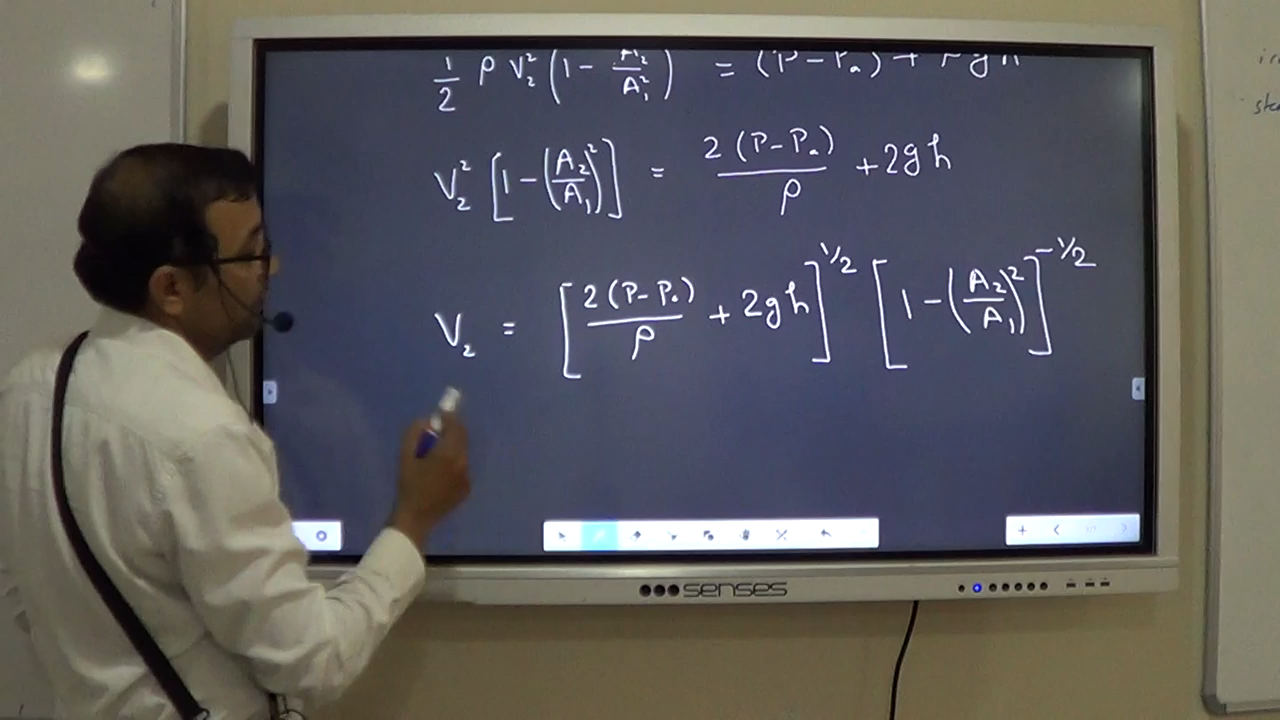 1/2 ρ V₂² (1 - A₂²/A₁²) = (P - Pₐ) + ρgh
V₂² [1 - (A₂/A₁)²] = 2(P - Pₐ)/ρ + 2gh
V₂ = [2(P - Pₐ)/ρ + 2gh]^1/2 [1 - (A₂/A₁)²]^-1/2
senses